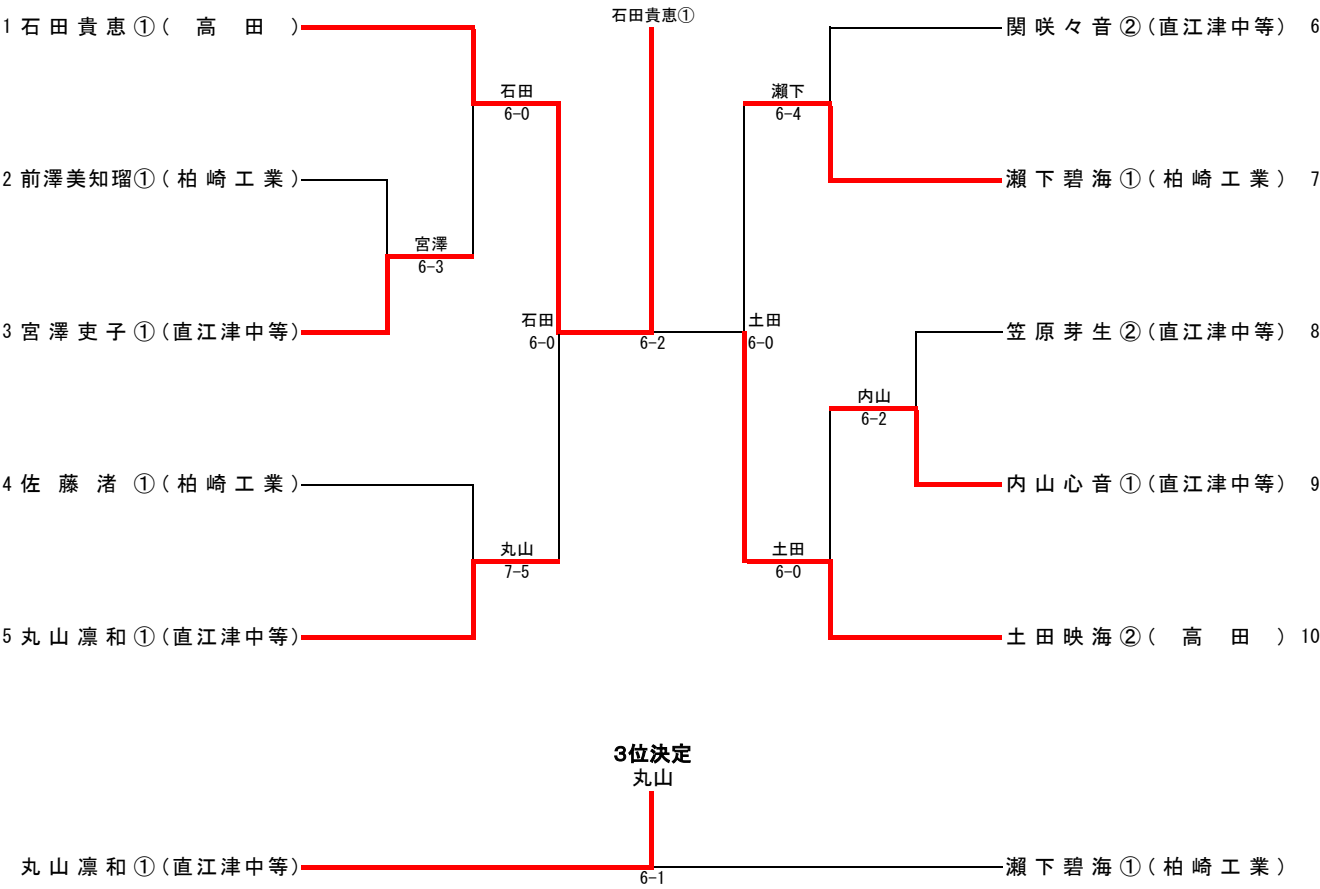 石田貴恵①
1 石田貴恵①(高田)
関咲々音②(直江津中等) 6
石田
6-0
瀬下
6-4
2 前澤美知瑠①(柏崎工業)
瀬下碧海①(柏崎工業) 7
宮澤
6-3
3 宮澤吏子①(直江津中等)
石田
6-0
6-2
土田
6-0
笠原芽生②(直江津中等) 8
内山
6-2
4 佐藤渚①(柏崎工業)
内山心音①(直江津中等) 9
丸山
7-5
土田
6-0
5 丸山凛和①(直江津中等)
土田映海②(高田) 10
3位決定
丸山
丸山凛和①(直江津中等)
6-1
瀬下碧海①(柏崎工業)